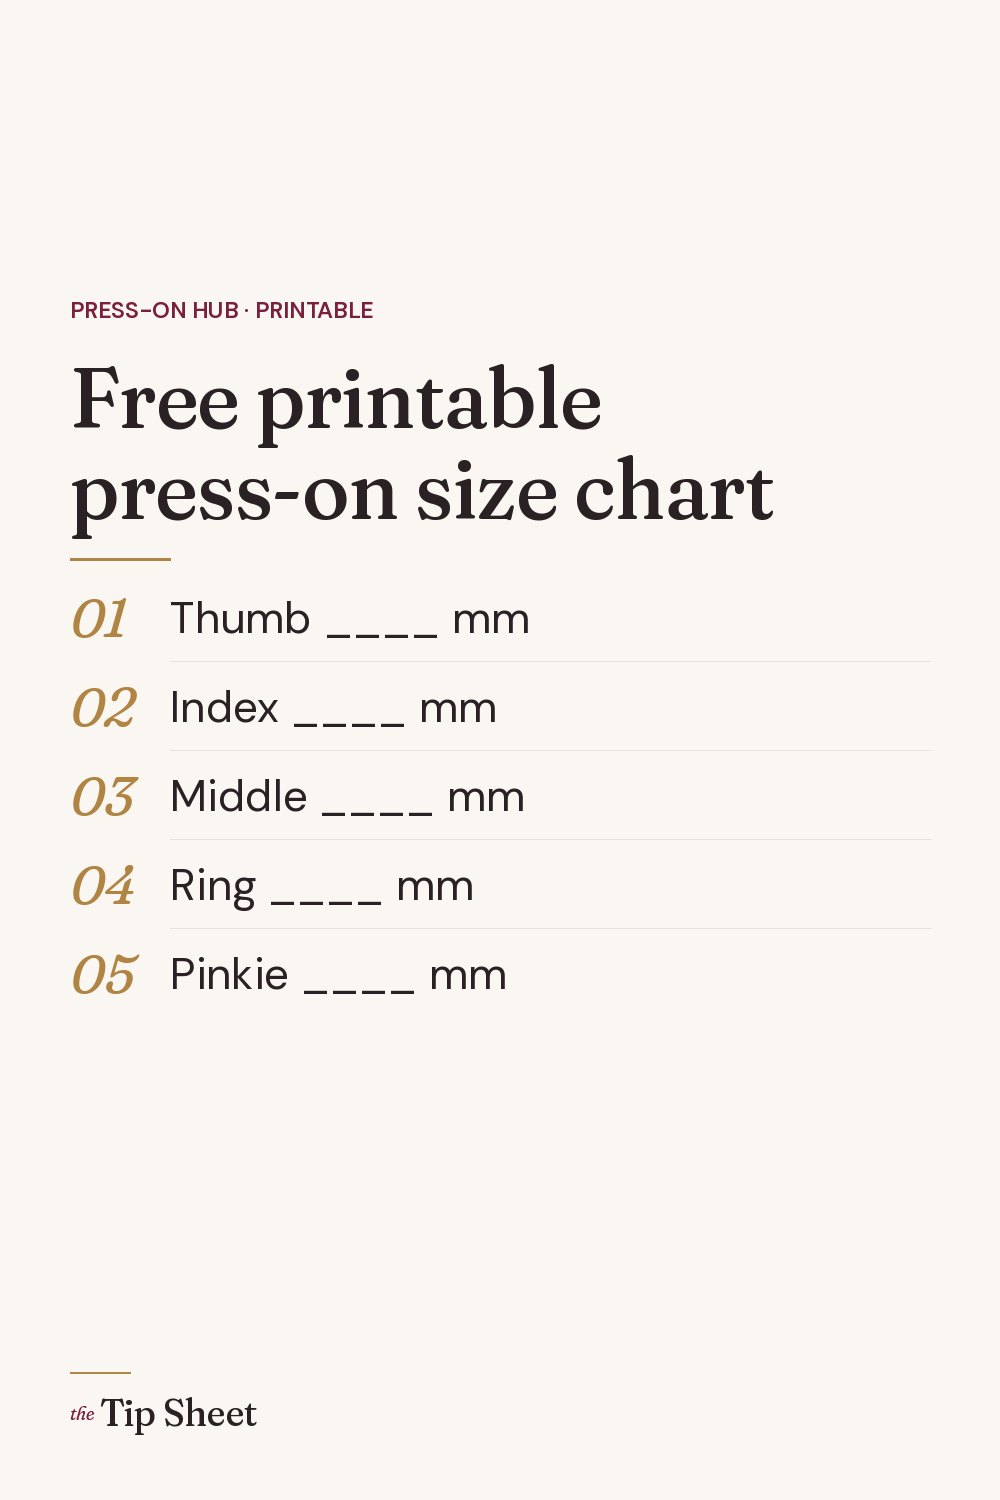 PRESS-ON HUB · PRINTABLE
Free printable
press-on size chart
01 Thumb ____ mm
02 Index ____ mm
03 Middle ____ mm
04 Ring ____ mm
05 Pinkie ____ mm
the Tip Sheet